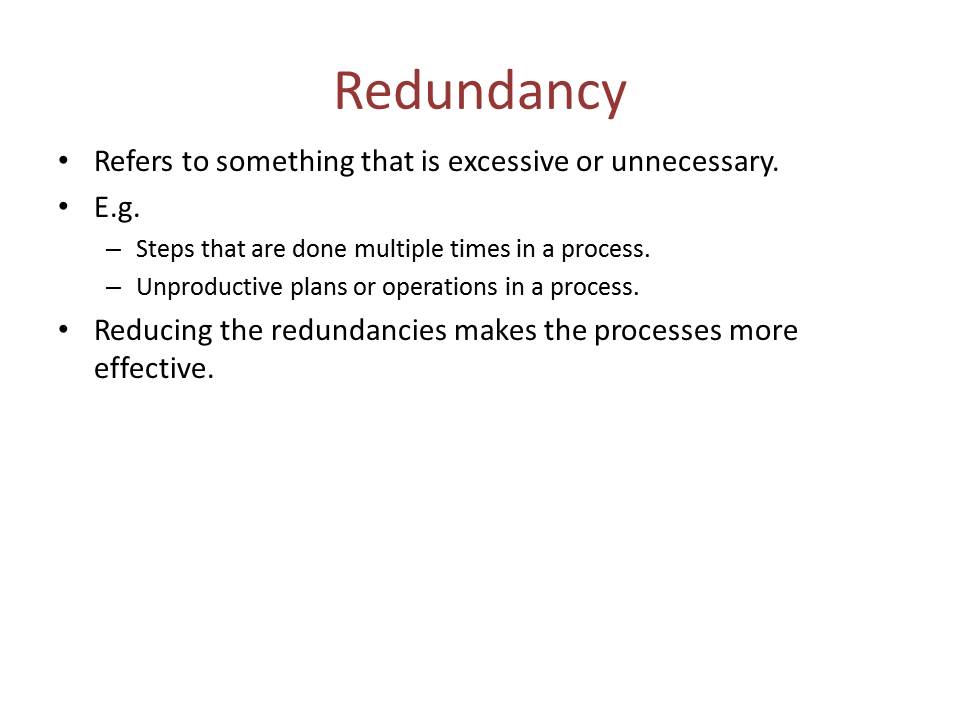 Redundancy
• Refers to something that is excessive or unnecessary.
• E.g.
– Steps that are done multiple times in a process.
– Unproductive plans or operations in a process.
• Reducing the redundancies makes the processes more
effective.